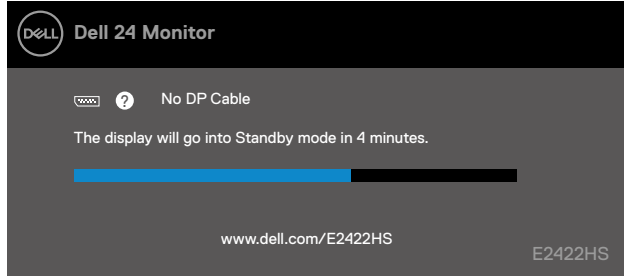 DELL Dell 24 Monitor
? No DP Cable
The display will go into Standby mode in 4 minutes.
www.dell.com/E2422HS
E2422HS